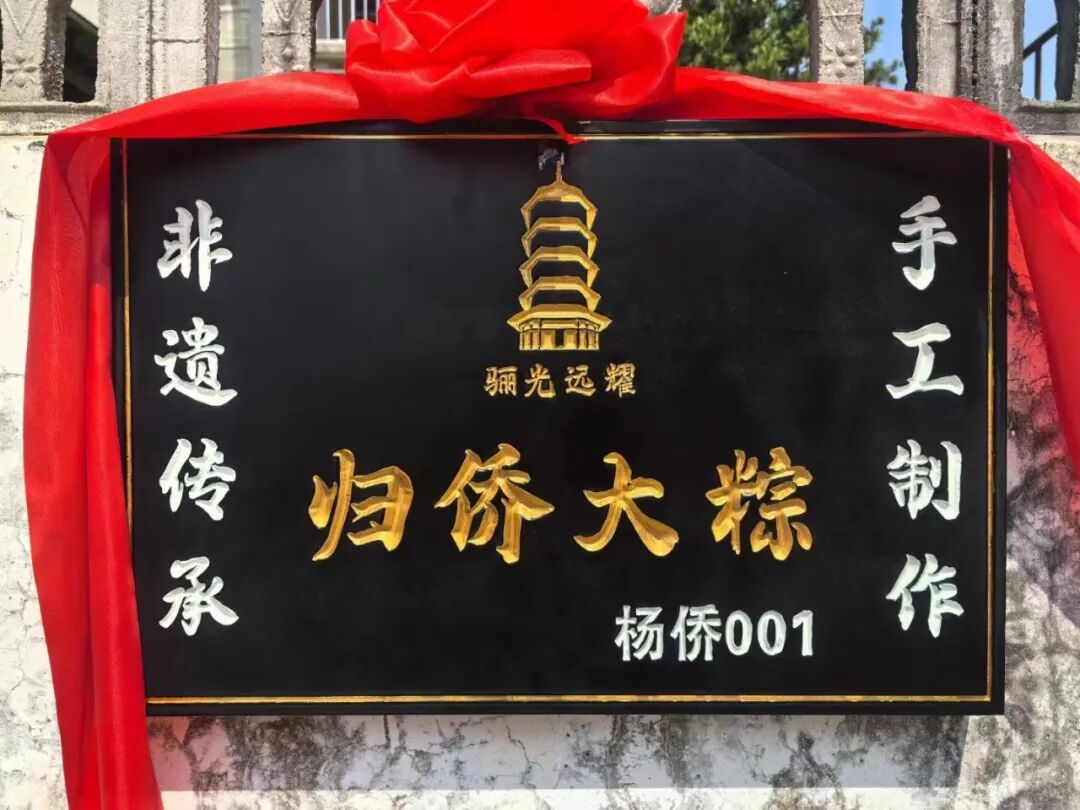 骊光远耀
归侨大粽
杨侨001
非遗传承
手工制作